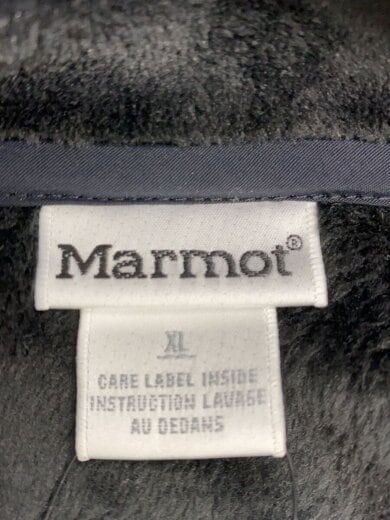 Marmot®
XL
CARE LABEL INSIDE
INSTRUCTION LAVAGE
AU DEDANS